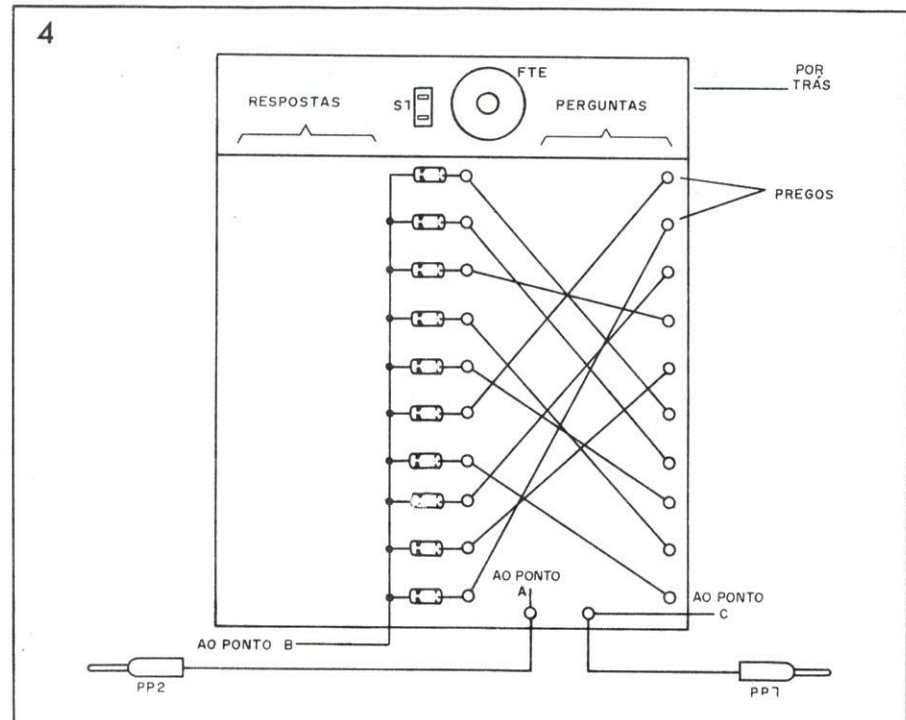 4
FTE
POR
TRÁS
RESPOSTAS
S1
PERGUNTAS
PREGOS
AO PONTO
A
AO PONTO
C
AO PONTO B
PP2
PP1